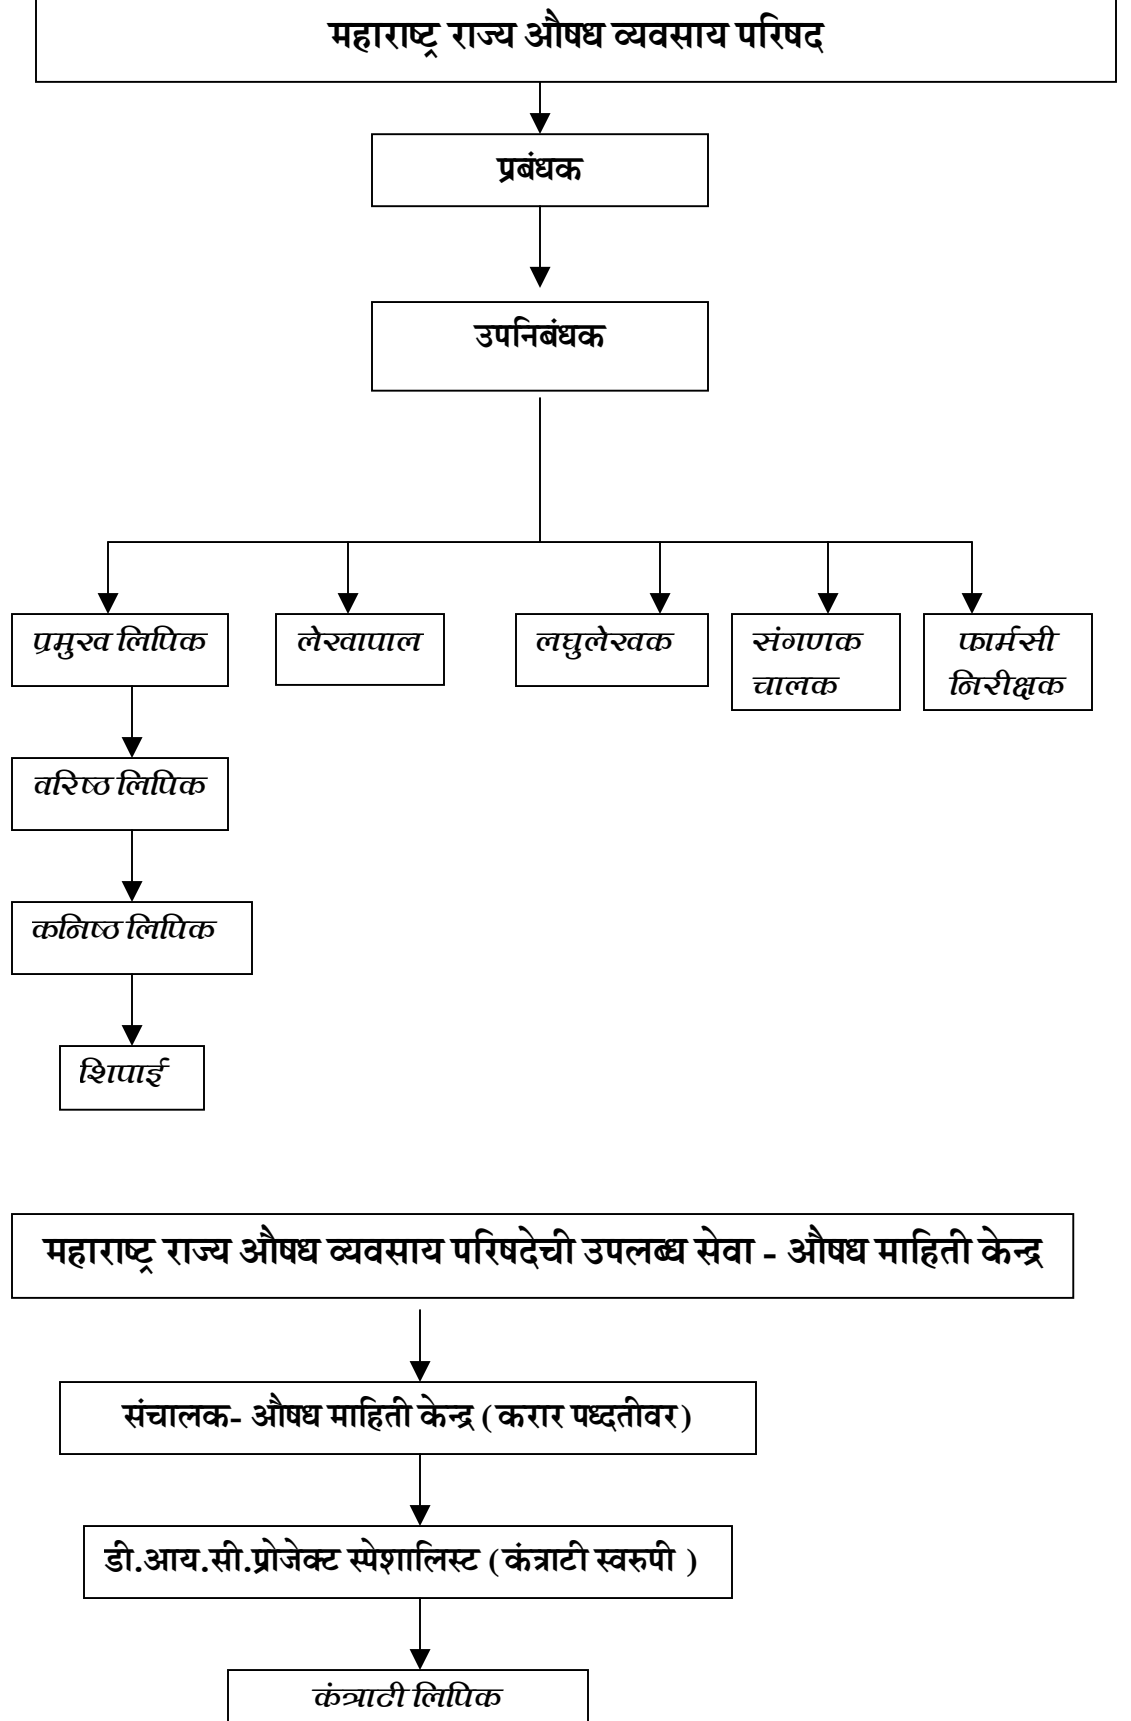 महाराष्ट्र राज्य औषध व्यवसाय परिषद
प्रबंधक
उपनिबंधक
प्रमुख लिपिक
लेखापाल
लघुलेखक
संगणक
चालक
फार्मसी
निरीक्षक
वरिष्ठ लिपिक
कनिष्ठ लिपिक
शिपाई
महाराष्ट्र राज्य औषध व्यवसाय परिषदेची उपलब्ध सेवा - औषध माहिती केन्द्र
संचालक- औषध माहिती केन्द्र (करार पध्दतीवर)
डी.आय.सी.प्रोजेक्ट स्पेशालिस्ट (कंत्राटी स्वरुपी )
कंत्राटी लिपिक